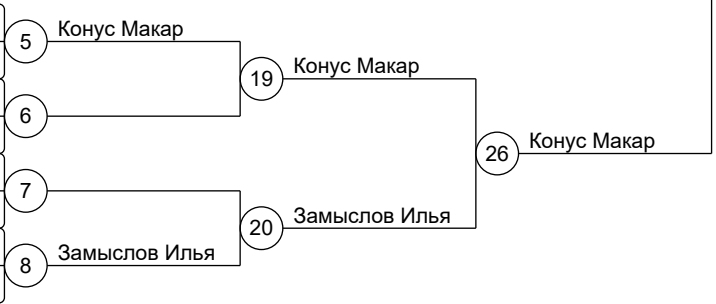 5 Конус Макар
19 Конус Макар
6
26 Конус Макар
7
20 Замыслов Илья
8 Замыслов Илья